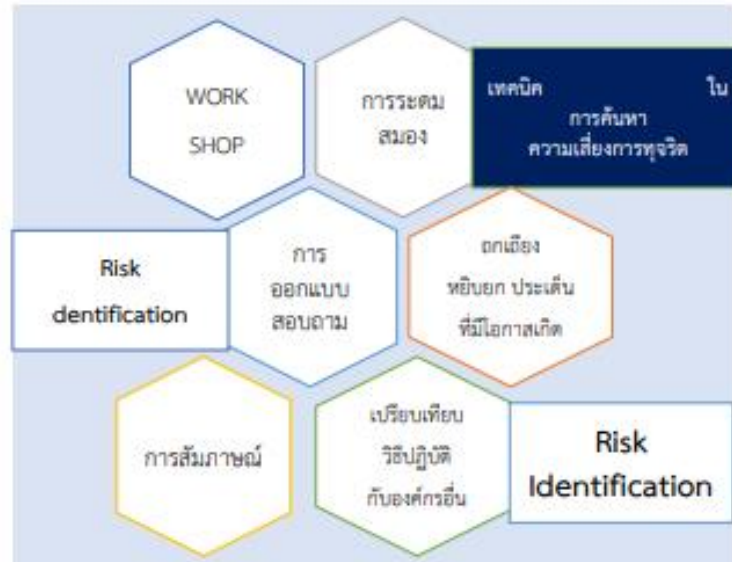 WORK
SHOP
การระดม
สมอง
เทคนิค ใน
การค้นหา
ความเสี่ยงการทุจริต
Risk
dentification
การ
ออกแบบ
สอบถาม
ถกเถียง
หยิบยก ประเด็น
ที่มีโอกาสเกิด
การสัมภาษณ์
เปรียบเทียบ
วิธีปฏิบัติ
กับองค์กรอื่น
Risk
Identification